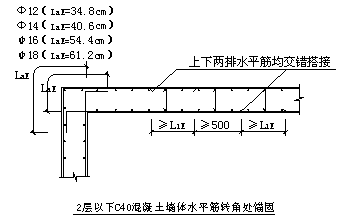 Φ12(LaE=34.8cm)
Φ14(LaE=40.6cm)
Φ16(LaE=54.4cm)
Φ18(LaE=61.2cm)
LaE
LaE
上下两排水平筋均交错搭接
≥L1E
≥500
≥L1E
2层以下C40混凝土墙体水平筋转角处锚固